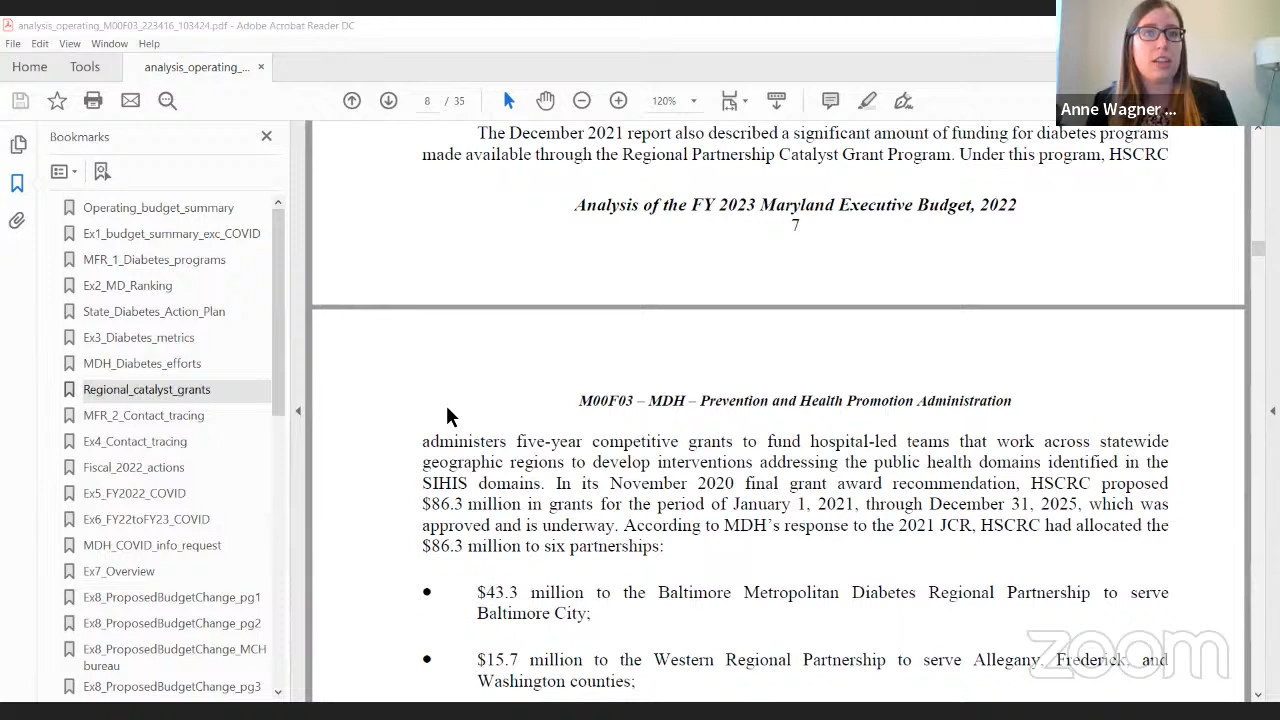 analysis_operating_M00F03_223416_103424.pdf - Adobe Acrobat Reader DC
File Edit View Window Help
Home Tools analysis_operating_... ×
8 / 35 120%
Anne Wagner ...
Bookmarks
Operating_budget_summary
Ex1_budget_summary_exc_COVID
MFR_1_Diabetes_programs
Ex2_MD_Ranking
State_Diabetes_Action_Plan
Ex3_Diabetes_metrics
MDH_Diabetes_efforts
Regional_catalyst_grants
MFR_2_Contact_tracing
Ex4_Contact_tracing
Fiscal_2022_actions
Ex5_FY2022_COVID
Ex6_FY22toFY23_COVID
MDH_COVID_info_request
Ex7_Overview
Ex8_ProposedBudgetChange_pg1
Ex8_ProposedBudgetChange_pg2
Ex8_ProposedBudgetChange_MCH
bureau
Ex8_ProposedBudgetChange_pg3
The December 2021 report also described a significant amount of funding for diabetes programs
made available through the Regional Partnership Catalyst Grant Program. Under this program, HSCRC
Analysis of the FY 2023 Maryland Executive Budget, 2022
7
M00F03 – MDH – Prevention and Health Promotion Administration
administers five-year competitive grants to fund hospital-led teams that work across statewide
geographic regions to develop interventions addressing the public health domains identified in the
SIHIS domains. In its November 2020 final grant award recommendation, HSCRC proposed
$86.3 million in grants for the period of January 1, 2021, through December 31, 2025, which was
approved and is underway. According to MDH's response to the 2021 JCR, HSCRC had allocated the
$86.3 million to six partnerships:
● $43.3 million to the Baltimore Metropolitan Diabetes Regional Partnership to serve
Baltimore City;
● $15.7 million to the Western Regional Partnership to serve Allegany, Frederick, and
Washington counties;
zoom